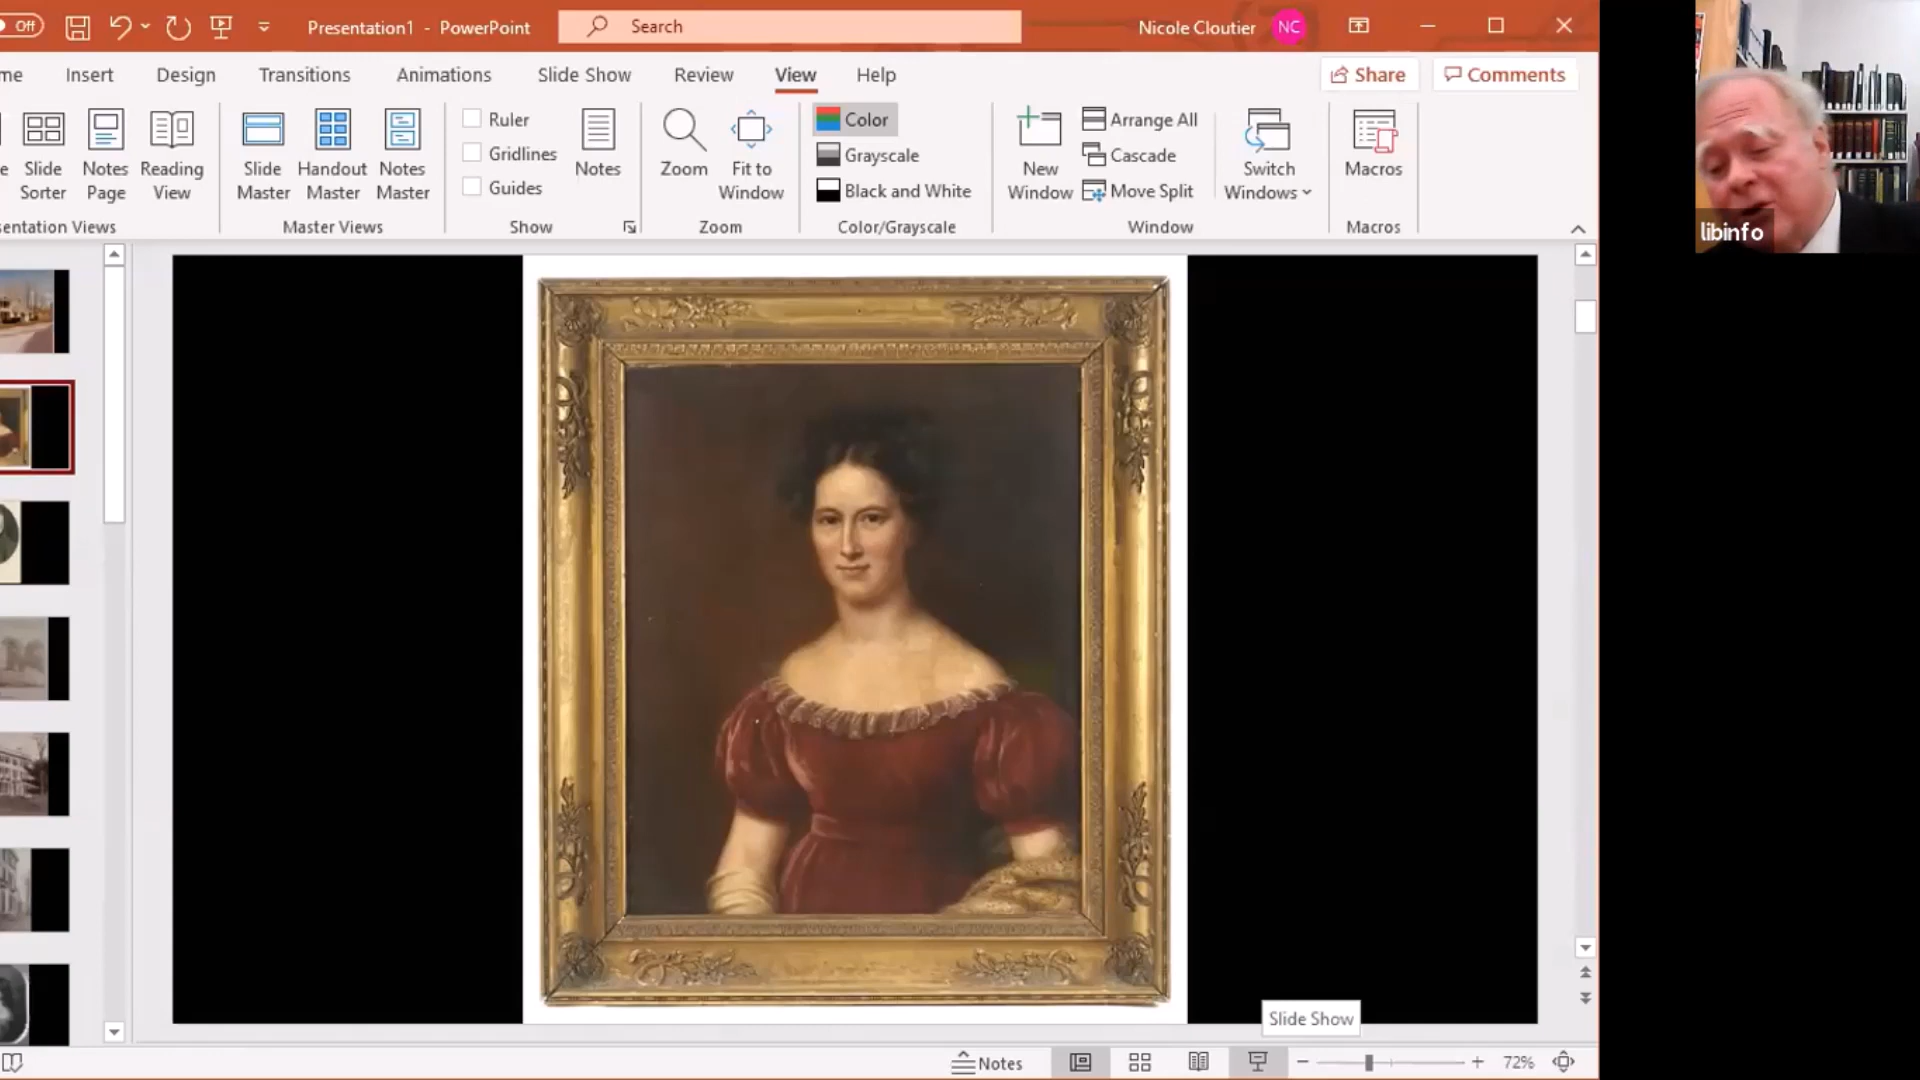 Off
Presentation1 - PowerPoint
Search
Nicole Cloutier
NC
me
Insert
Design
Transitions
Animations
Slide Show
Review
View
Help
Share
Comments
e
Slide Sorter
Notes Page
Reading View
Slide Master
Handout Master
Notes Master
Ruler
Gridlines
Guides
Notes
Zoom
Fit to Window
Color
Grayscale
Black and White
New Window
Arrange All
Cascade
Move Split
Switch Windows
Macros
entation Views
Master Views
Show
Zoom
Color/Grayscale
Window
Macros
libinfo
Slide Show
Notes
72%